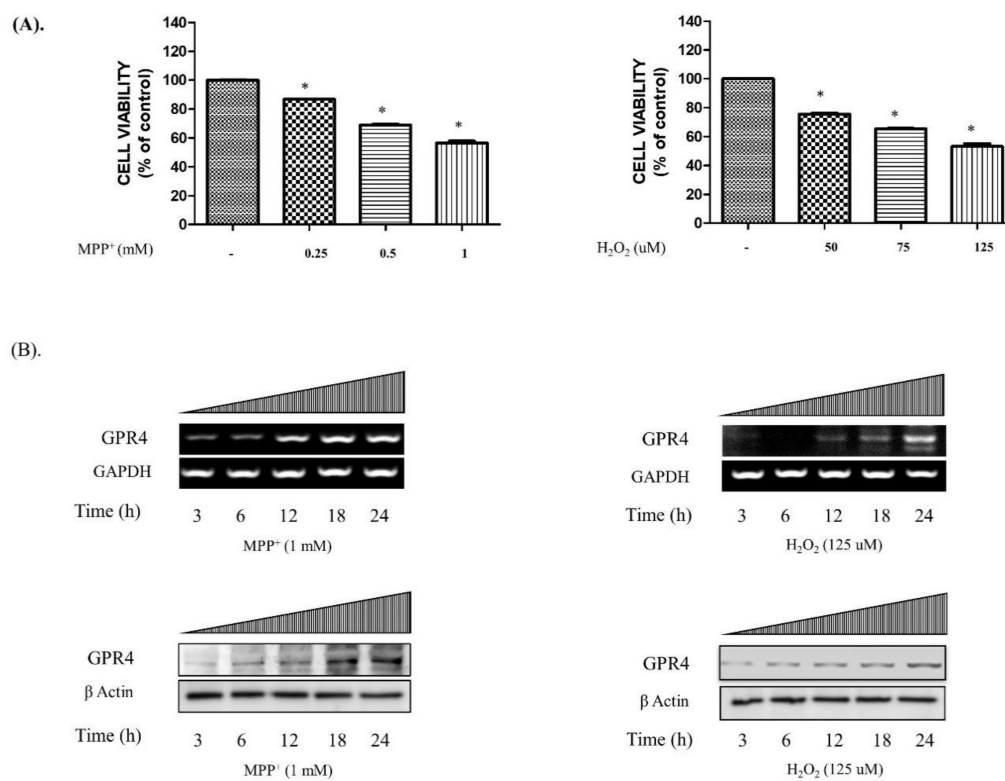 (A).
CELL VIABILITY
(% of control)
140
120
100
80
60
40
20
0
* * *
MPP⁺ (mM) - 0.25 0.5 1
CELL VIABILITY
(% of control)
140
120
100
80
60
40
20
0
* * *
H₂O₂ (uM) - 50 75 125
(B).
GPR4
GAPDH
Time (h) 3 6 12 18 24
MPP⁺ (1 mM)
GPR4
GAPDH
Time (h) 3 6 12 18 24
H₂O₂ (125 uM)
GPR4
β Actin
Time (h) 3 6 12 18 24
MPP⁺ (1 mM)
GPR4
β Actin
Time (h) 3 6 12 18 24
H₂O₂ (125 uM)